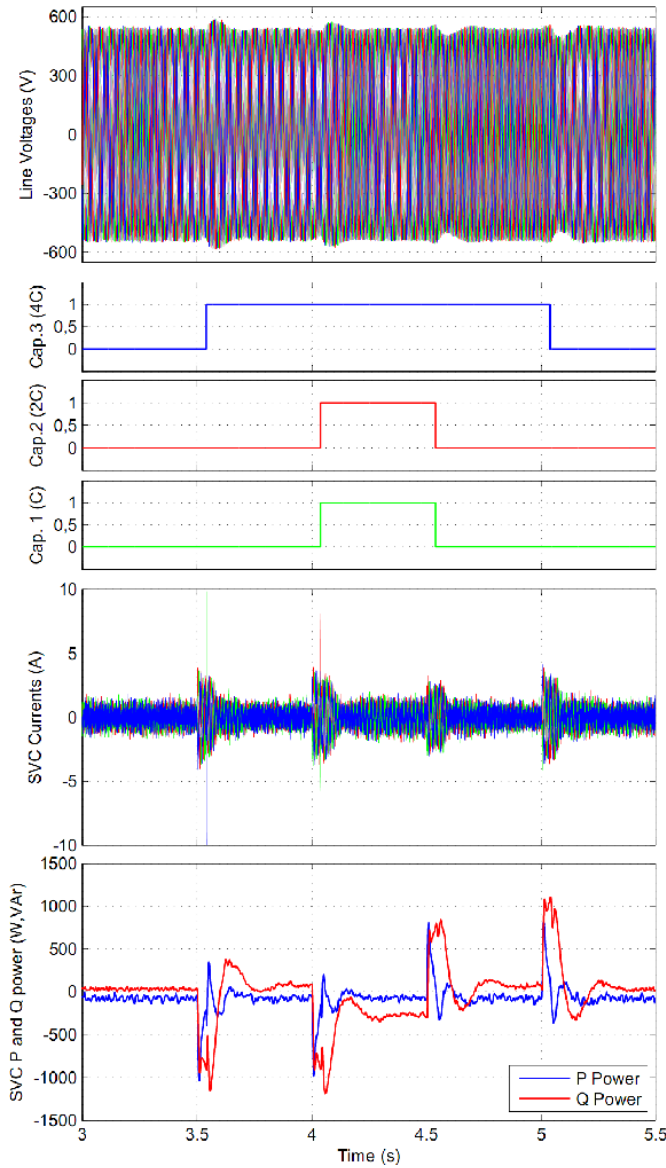 Line Voltages (V)
600
300
0
-300
-600
Cap.3 (4C)
1
0,5
0
Cap.2 (2C)
1
0,5
0
Cap. 1 (C)
1
0,5
0
SVC Currents (A)
10
5
0
-5
-10
SVC P and Q power (W,VAr)
1500
1000
500
0
-500
-1000
-1500
P Power
Q Power
3 3.5 4 4.5 5 5.5
Time (s)